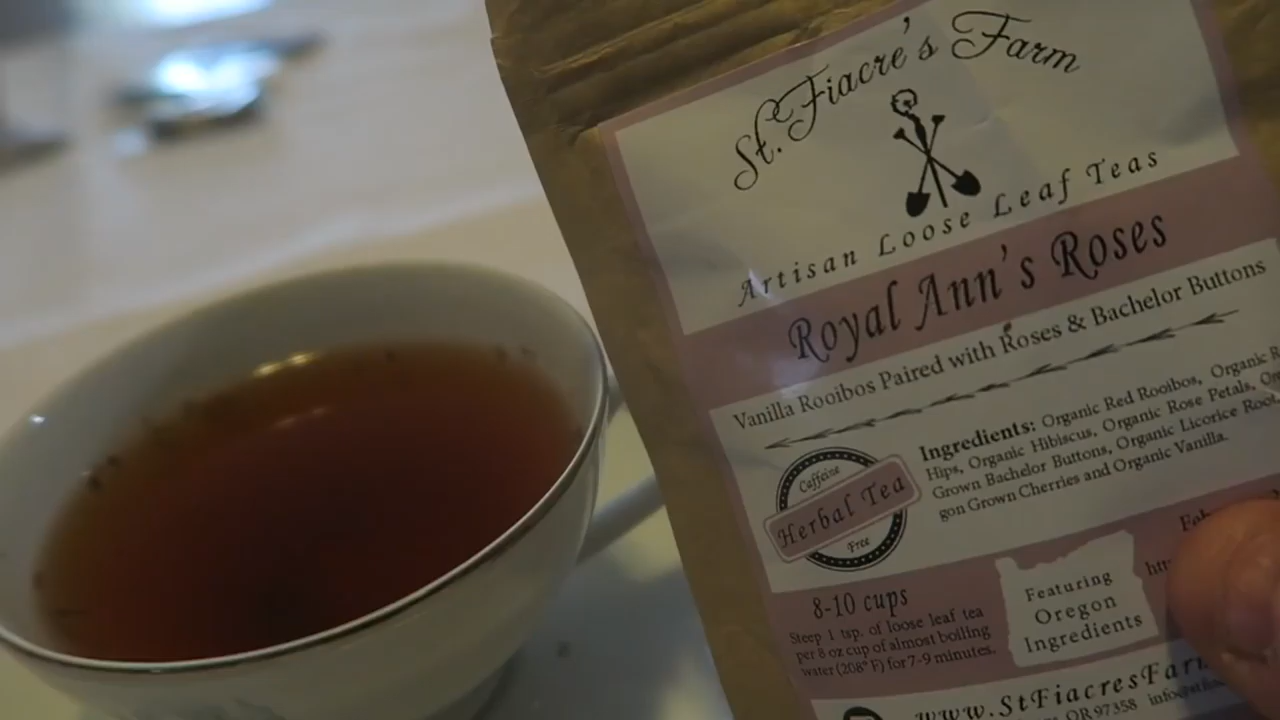 St. Fiacre's Farm
Artisan Loose Leaf Teas
Royal Ann's Roses
Vanilla Rooibos Paired with Roses & Bachelor Buttons
Ingredients: Organic Red Rooibos, Organic
Hips, Organic Hibiscus, Organic Rose Petals,
Grown Bachelor Buttons, Organic Licorice Root,
gon Grown Cherries and Organic Vanilla.
Caffeine
Herbal Tea
Free
8-10 cups
Steep 1 tsp. of loose leaf tea
per 8 oz cup of almost boiling
water (208° F) for 7-9 minutes.
Featuring
Oregon
Ingredients
www.StFiacresFar
OR 97358